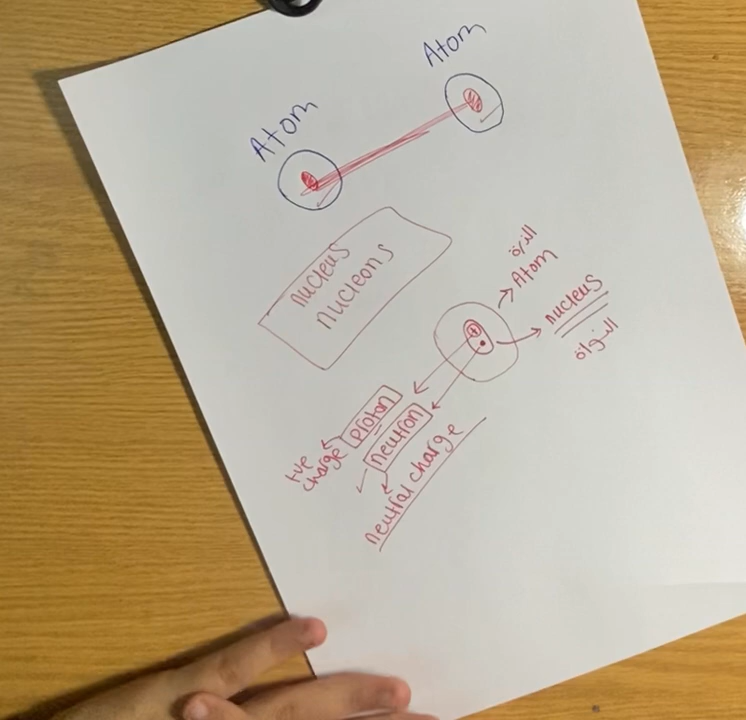 Atom
Atom
nucleus
nucleons
الذرة
Atom
nucleus
النواة
proton
+ve
charge
neutron
neutral charge